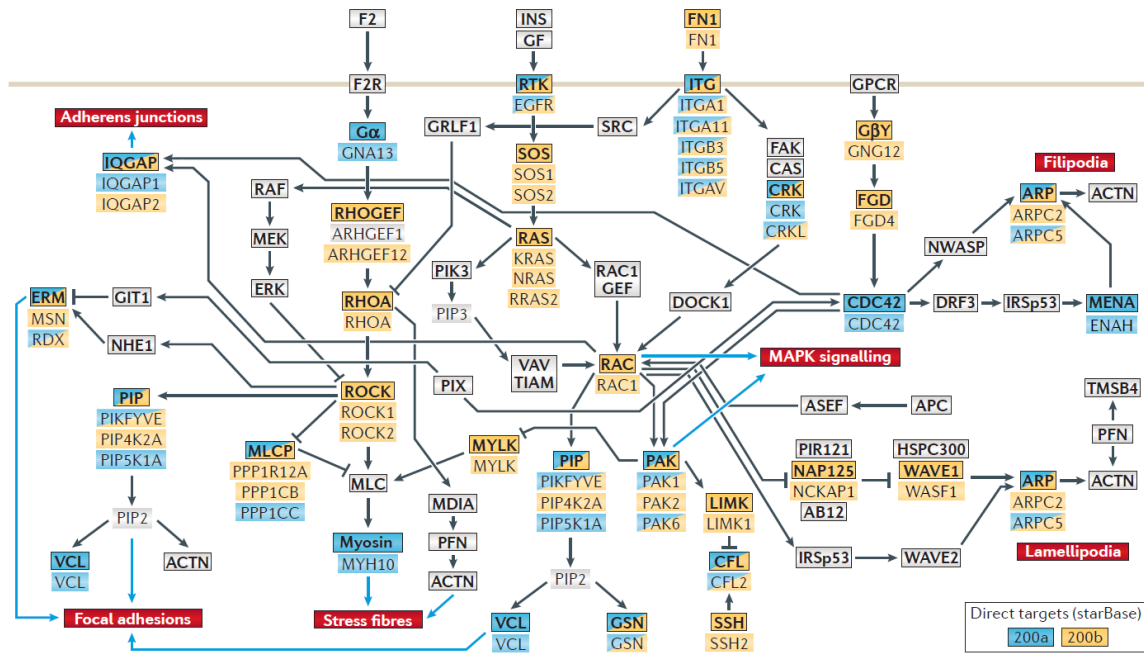 F2
INS
GF
FN1
FN1
F2R
RTK
EGFR
ITG
ITGA1
ITGA11
ITGB3
ITGB5
ITGAV
GPCR
Adherens junctions
IQGAP
IQGAP1
IQGAP2
Gα
GNA13
GRLF1
SRC
SOS
SOS1
SOS2
FAK
CAS
CRK
CRK
CRKL
GβY
GNG12
FGD
FGD4
Filipodia
ARP
ARPC2
ARPC5
ACTN
RAF
MEK
ERK
RHOGEF
ARHGEF1
ARHGEF12
RAS
KRAS
NRAS
RRAS2
PIK3
PIP3
RAC1
GEF
NWASP
ERM
MSN
RDX
GIT1
NHE1
RHOA
RHOA
DOCK1
CDC42
CDC42
DRF3
IRSp53
MENA
ENAH
VAV
TIAM
RAC
RAC1
MAPK signalling
PIP
PIKFYVE
PIP4K2A
PIP5K1A
ROCK
ROCK1
ROCK2
PIX
ASEF
APC
TMSB4
PFN
ACTN
MLCP
PPP1R12A
PPP1CB
PPP1CC
MLC
MYLK
MYLK
PIP
PIKFYVE
PIP4K2A
PIP5K1A
PAK
PAK1
PAK2
PAK6
PIR121
NAP125
NCKAP1
AB12
HSPC300
WAVE1
WASF1
ARP
ARPC2
ARPC5
MDIA
PFN
ACTN
LIMK
LIMK1
PIP2
VCL
VCL
ACTN
Myosin
MYH10
PIP2
CFL
CFL2
IRSp53
WAVE2
Lamellipodia
Focal adhesions
Stress fibres
VCL
VCL
GSN
GSN
SSH
SSH2
Direct targets (starBase)
200a
200b